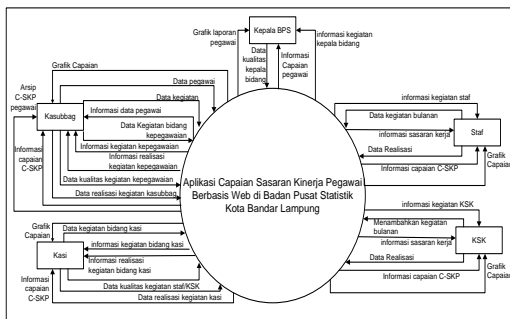 Grafik laporan
pegawai
Kepala BPS
informasi kegiatan
kepala bidang
Data
kualitas
kepala
bidang
Informasi
Capaian
pegawai
Grafik Capaian
Arsip
C-SKP
pegawai
Kasubbag
Data pegawai
Data kegiatan
Informasi data pegawai
Data Kegiatan bidang
kepegawaian
Informasi kegiatan kepegawaian
Informasi realisasi
kegiatan kepegawaian
Informasi
capaian
C-SKP
Data kualitas kegiatan kepegawaian
Data realisasi kegiatan kasubbag
Aplikasi Capaian Sasaran Kinerja Pegawai
Berbasis Web di Badan Pusat Statistik
Kota Bandar Lampung
informasi kegiatan staf
Data kegiatan bulanan
Staf
informasi sasaran kerja
Data Realisasi
Informasi capaian C-SKP
Grafik
Capaian
informasi kegiatan KSK
Menambahkan kegiatan
bulanan
KSK
informasi sasaran kerja
Data Realisasi
Informasi capaian C-SKP
Grafik
Capaian
Grafik
Capaian
Data kegiatan bidang kasi
Kasi
informasi kegiatan bidang kasi
Informasi realisasi
kegiatan bidang kasi
Informasi
capaian
C-SKP
Data kualitas kegiatan staf/KSK
Data realisasi kegiatan kasi